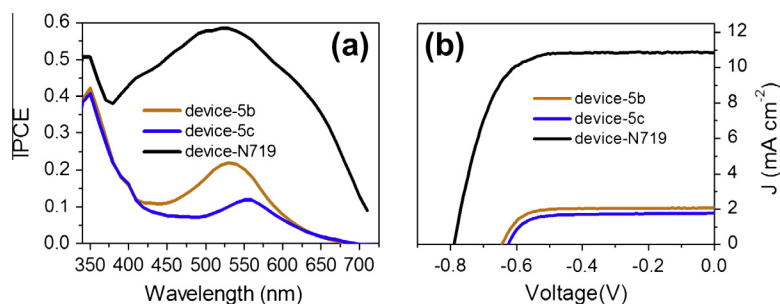 (a)
0.6
0.5
0.4
0.3
0.2
0.1
0.0
IPCE
device-5b
device-5c
device-N719
350 400 450 500 550 600 650 700
Wavelength (nm)
(b)
device-5b
device-5c
device-N719
12
10
8
6
4
2
0
J (mA cm⁻²)
-0.8 -0.6 -0.4 -0.2 0.0
Voltage(V)